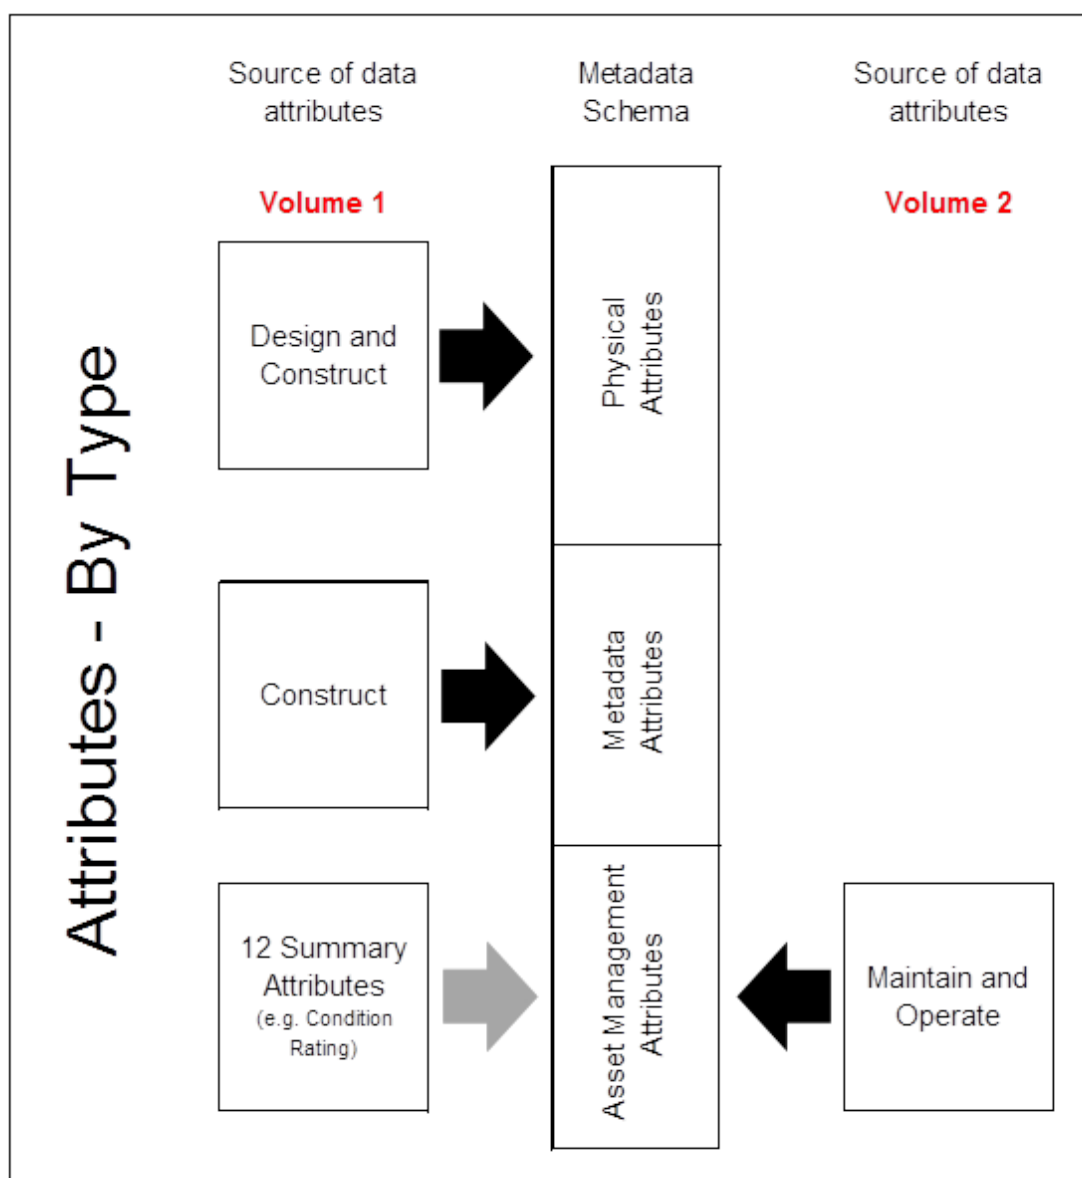 Source of data
attributes
Metadata
Schema
Source of data
attributes
Volume 1
Volume 2
Attributes - By Type
Design and
Construct
Physical
Attributes
Construct
Metadata
Attributes
12 Summary
Attributes
(e.g. Condition
Rating)
Asset Management
Attributes
Maintain and
Operate